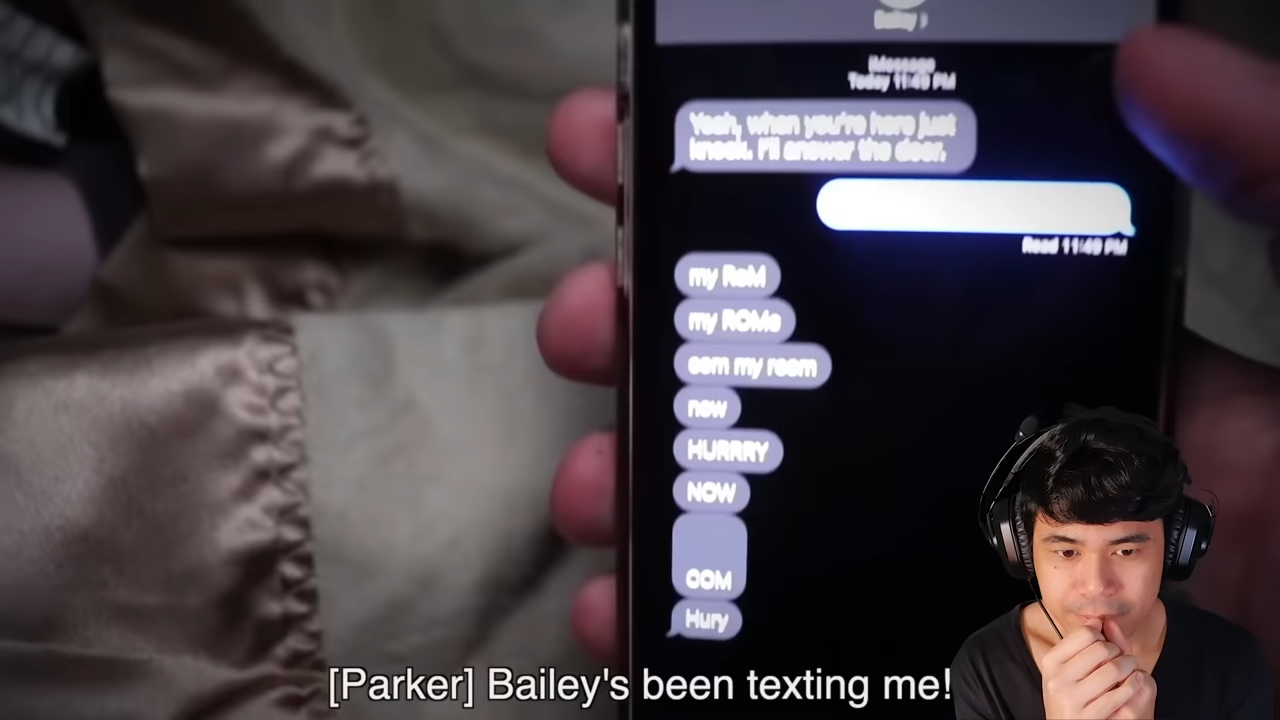 Bailey
iMessage
Today 11:49 PM
Yeah, when you're here just
knock. I'll answer the door.
Read 11:49 PM
my RoM
my ROMe
com my room
now
HURRRY
NOW
OOM
Hury
[Parker] Bailey's been texting me!